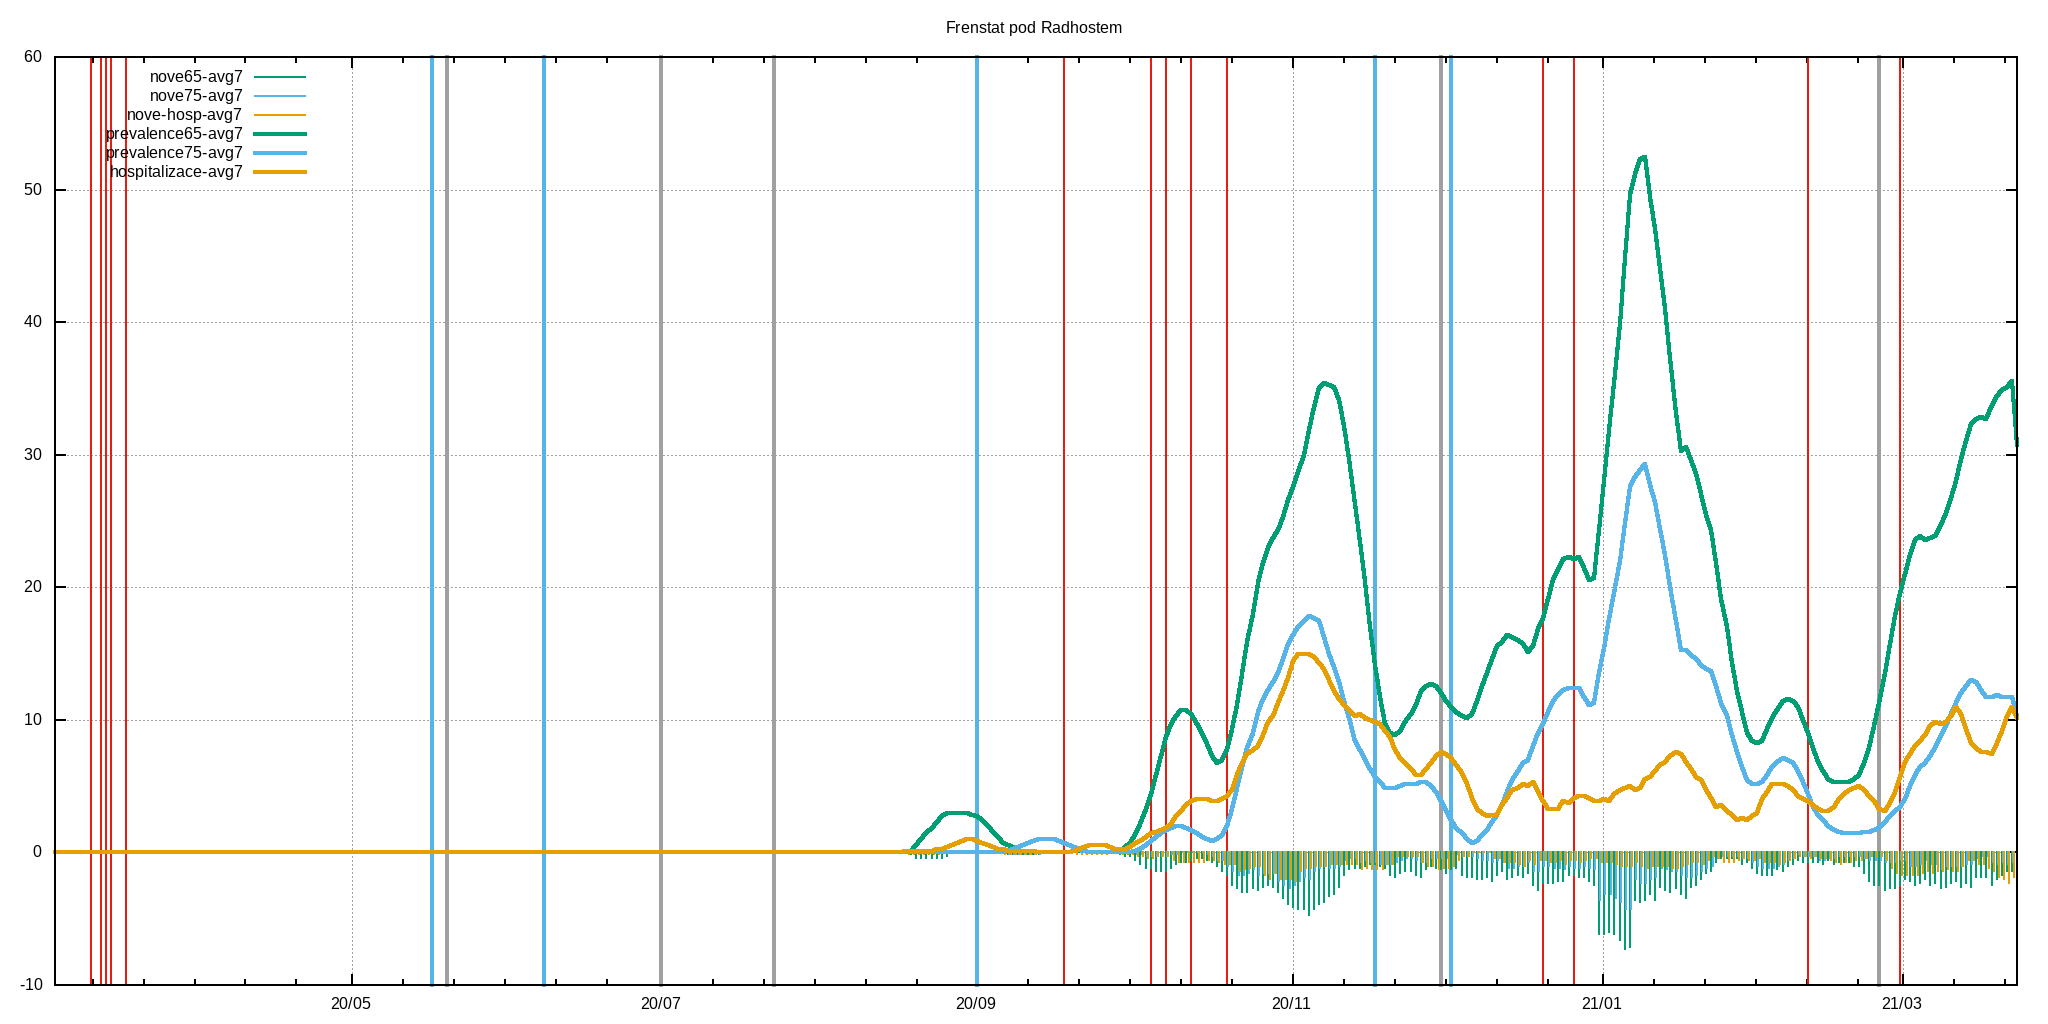 Frenstat pod Radhostem
60
50
40
30
20
10
0
-10
nove65-avg7
nove75-avg7
nove-hosp-avg7
prevalence65-avg7
prevalence75-avg7
hospitalizace-avg7
20/05 20/07 20/09 20/11 21/01 21/03